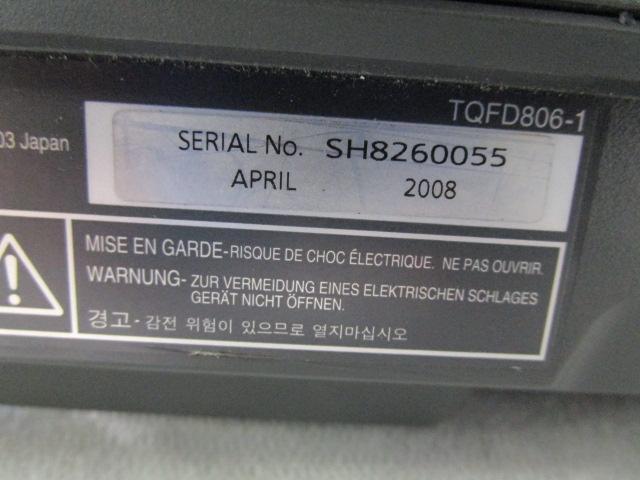 TQFD806-1
03 Japan
SERIAL No. SH8260055
APRIL 2008
MISE EN GARDE-RISQUE DE CHOC ÉLECTRIQUE. NE PAS OUVRIR.
WARNUNG- ZUR VERMEIDUNG EINES ELEKTRISCHEN SCHLAGES
GERÄT NICHT ÖFFNEN.
경고- 감전 위험이 있으므로 열지마십시오